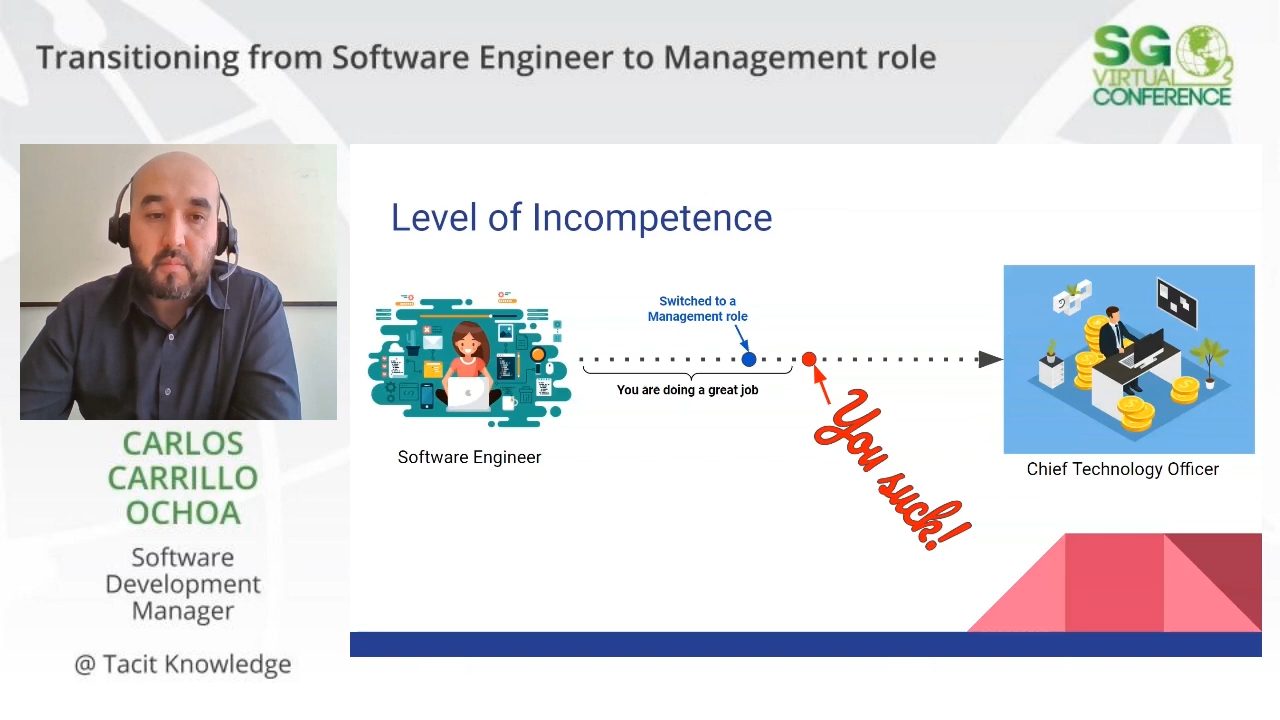 Transitioning from Software Engineer to Management role
SG
VIRTUAL
CONFERENCE
Level of Incompetence
Switched to a
Management role
You are doing a great job
You suck!
Software Engineer
Chief Technology Officer
CARLOS
CARRILLO
OCHOA
Software
Development
Manager
@ Tacit Knowledge